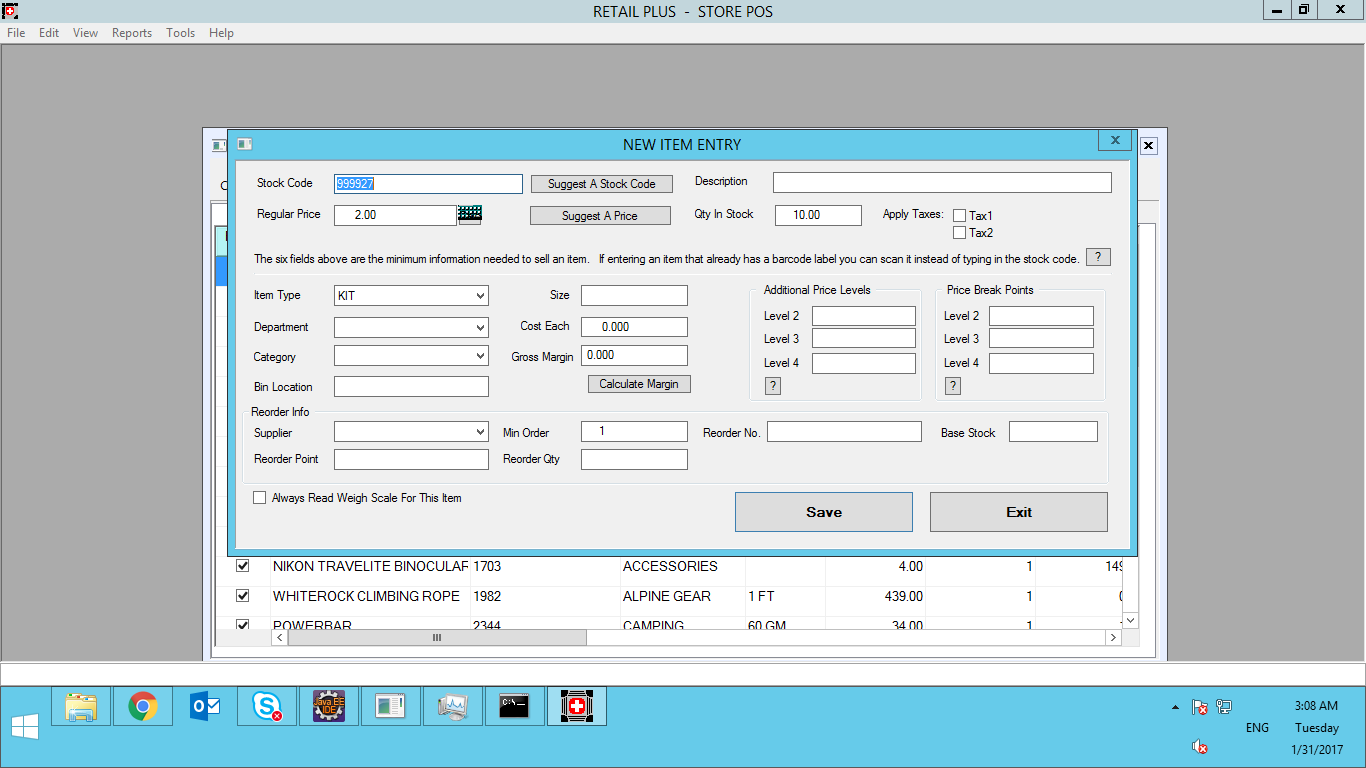 RETAIL PLUS - STORE POS
File Edit View Reports Tools Help
NEW ITEM ENTRY
Stock Code 999927 Suggest A Stock Code Description
Regular Price 2.00 Suggest A Price Qty In Stock 10.00 Apply Taxes: Tax1
Tax2
The six fields above are the minimum information needed to sell an item. If entering an item that already has a barcode label you can scan it instead of typing in the stock code. ?
Additional Price Levels Price Break Points
Item Type KIT Size
Level 2 Level 2
Department Cost Each 0.000
Level 3 Level 3
Category Gross Margin 0.000
Level 4 Level 4
Bin Location Calculate Margin ? ?
Reorder Info
Supplier Min Order 1 Reorder No. Base Stock
Reorder Point Reorder Qty
Always Read Weigh Scale For This Item
Save Exit
NIKON TRAVELITE BINOCULAR 1703 ACCESSORIES 4.00 1 149
WHITEROCK CLIMBING ROPE 1982 ALPINE GEAR 1 FT 439.00 1
POWERBAR 2344 CAMPING 60 GM 34.00 1
Java EE
IDE
C:\_
3:08 AM
ENG Tuesday
1/31/2017